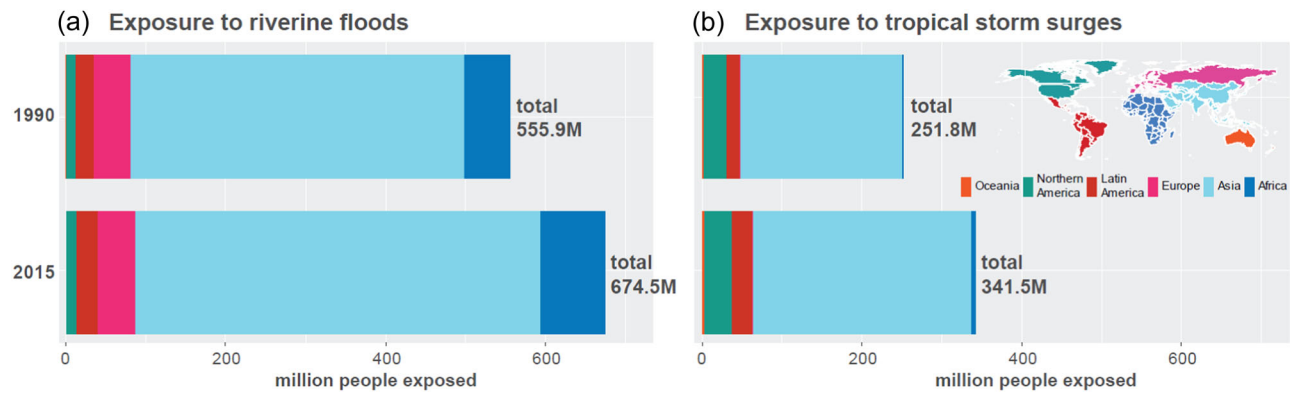 (a) Exposure to riverine floods
1990
total
555.9M
2015
total
674.5M
0 200 400 600
million people exposed
(b) Exposure to tropical storm surges
total
251.8M
Oceania
Northern
America
Latin
America
Europe
Asia
Africa
total
341.5M
0 200 400 600
million people exposed